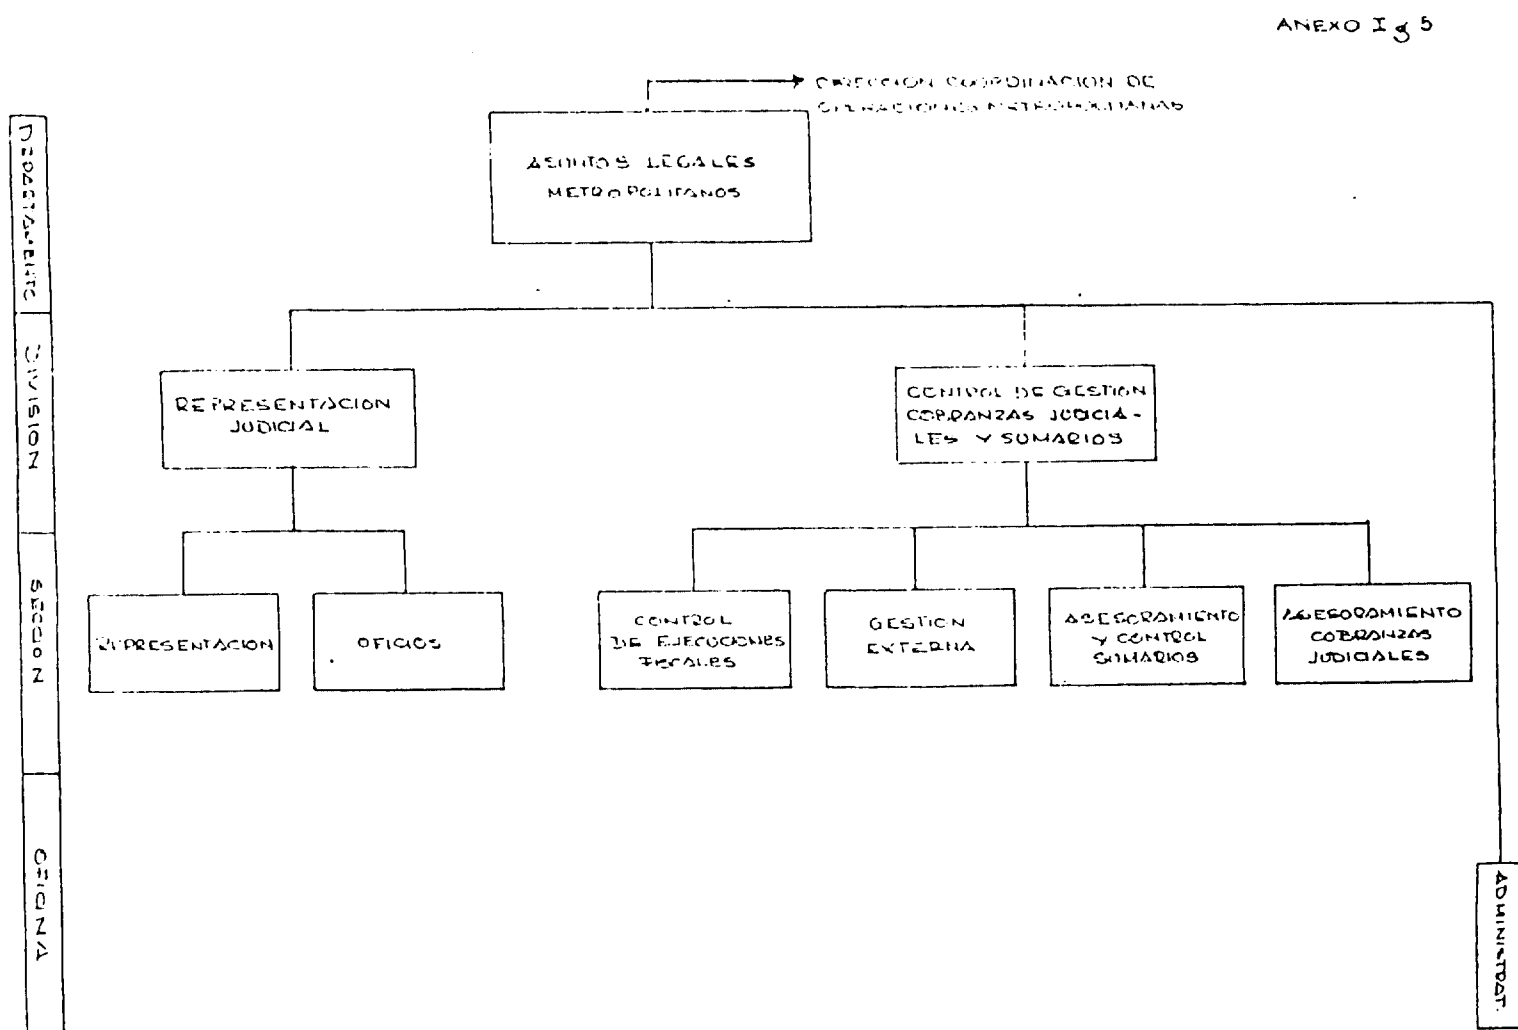 ANEXO I g 5
DIRECCION COORDINACION DE
OPERACIONES METROPOLITANAS
ASUNTOS LEGALES
METROPOLITANOS
DEPARTAMENTO
DIVISION
REPRESENTACION
JUDICIAL
CONTROL DE GESTION
COBRANZAS JUDICIA-
LES Y SUMARIOS
SECCION
REPRESENTACION
OFICIOS
CONTROL
DE EJECUCIONES
FISCALES
GESTION
EXTERNA
ASESORAMIENTO
Y CONTROL
SUMARIOS
ASESORAMIENTO
COBRANZAS
JUDICIALES
OFICINA
ADMINISTRAT.